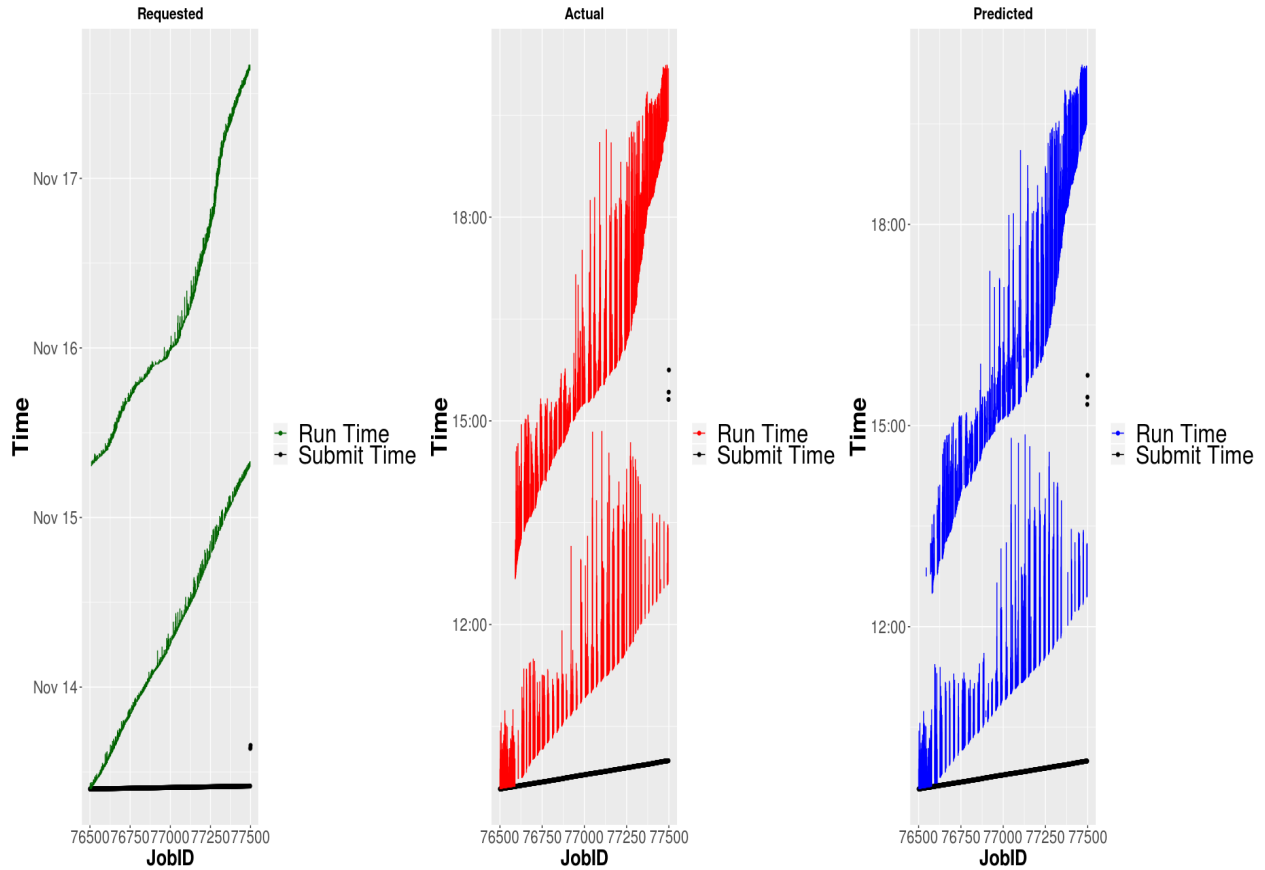 Requested
Time
Nov 17
Nov 16
Nov 15
Nov 14
76500 76750 77000 77250 77500
JobID
Run Time
Submit Time
Actual
Time
18:00
15:00
12:00
76500 76750 77000 77250 77500
JobID
Run Time
Submit Time
Predicted
Time
18:00
15:00
12:00
76500 76750 77000 77250 77500
JobID
Run Time
Submit Time